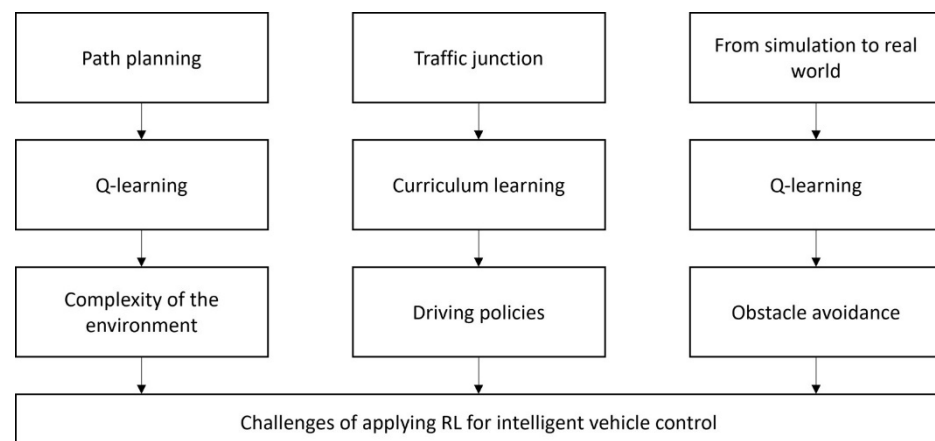 Path planning
Traffic junction
From simulation to real
world
Q-learning
Curriculum learning
Q-learning
Complexity of the
environment
Driving policies
Obstacle avoidance
Challenges of applying RL for intelligent vehicle control